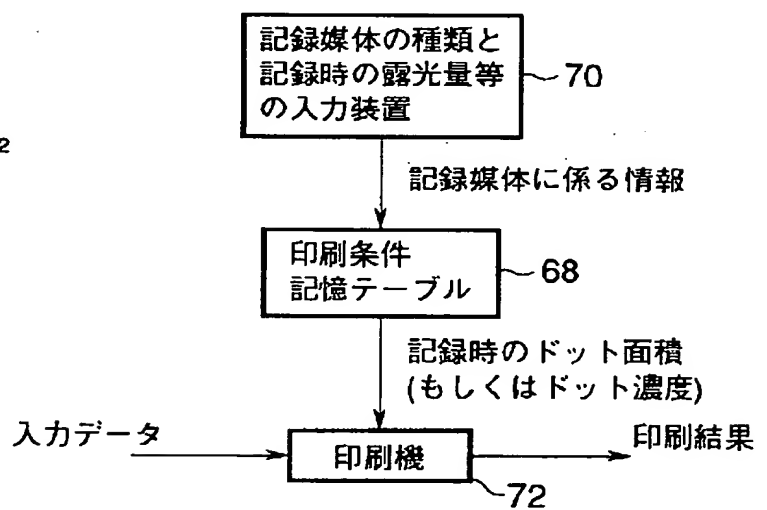 記録媒体の種類と
記録時の露光量等
の入力装置
70
2
記録媒体に係る情報
印刷条件
記憶テーブル
68
記録時のドット面積
(もしくはドット濃度)
入力データ
印刷機
印刷結果
72